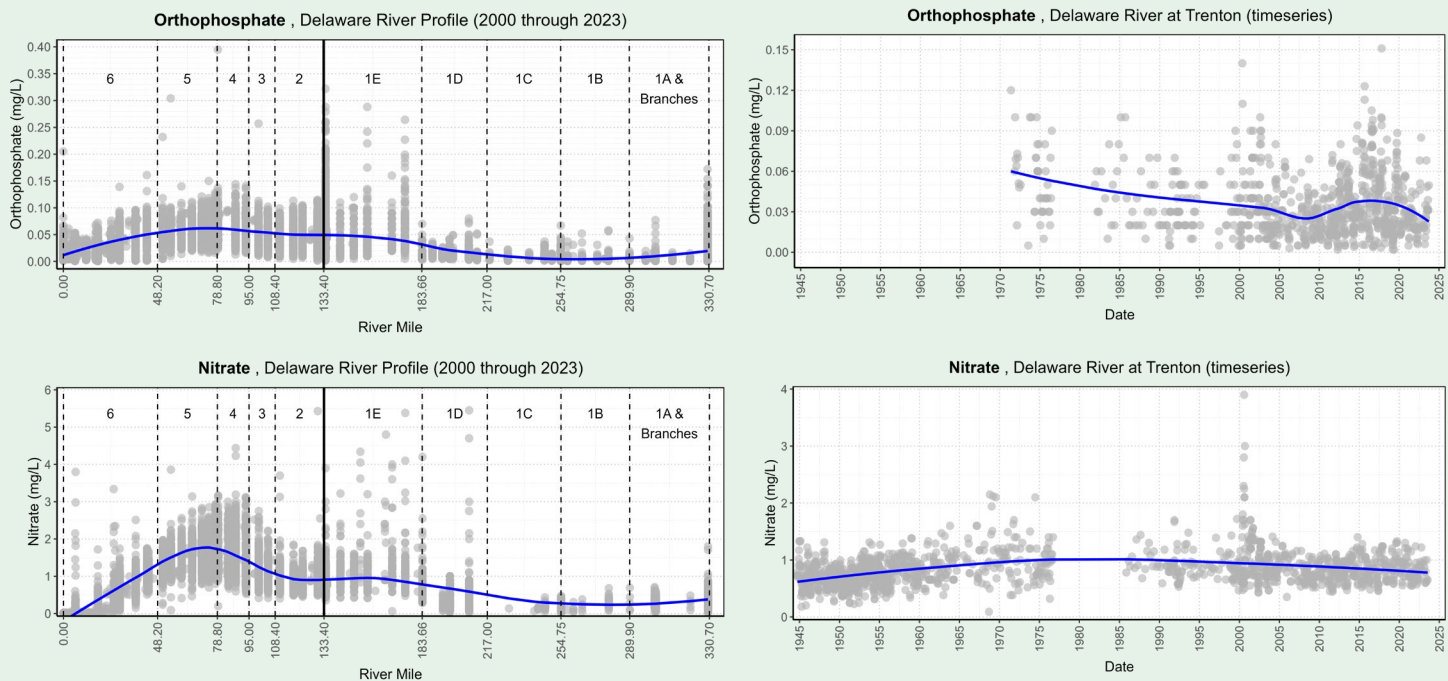 Orthophosphate , Delaware River Profile (2000 through 2023)
Orthophosphate (mg/L)
0.40
0.35
0.30
0.25
0.20
0.15
0.10
0.05
0.00
6 5 4 3 2 1E 1D 1C 1B 1A &
Branches
0.00 48.20 78.80 95.00 108.40 133.40 183.66 217.00 254.75 289.90 330.70
River Mile
Orthophosphate , Delaware River at Trenton (timeseries)
Orthophosphate (mg/L)
0.15
0.12
0.09
0.06
0.03
0.00
1945 1950 1955 1960 1965 1970 1975 1980 1985 1990 1995 2000 2005 2010 2015 2020 2025
Date
Nitrate , Delaware River Profile (2000 through 2023)
Nitrate (mg/L)
6
5
4
3
2
1
0
6 5 4 3 2 1E 1D 1C 1B 1A &
Branches
0.00 48.20 78.80 95.00 108.40 133.40 183.66 217.00 254.75 289.90 330.70
River Mile
Nitrate , Delaware River at Trenton (timeseries)
Nitrate (mg/L)
4
3
2
1
0
1945 1950 1955 1960 1965 1970 1975 1980 1985 1990 1995 2000 2005 2010 2015 2020 2025
Date